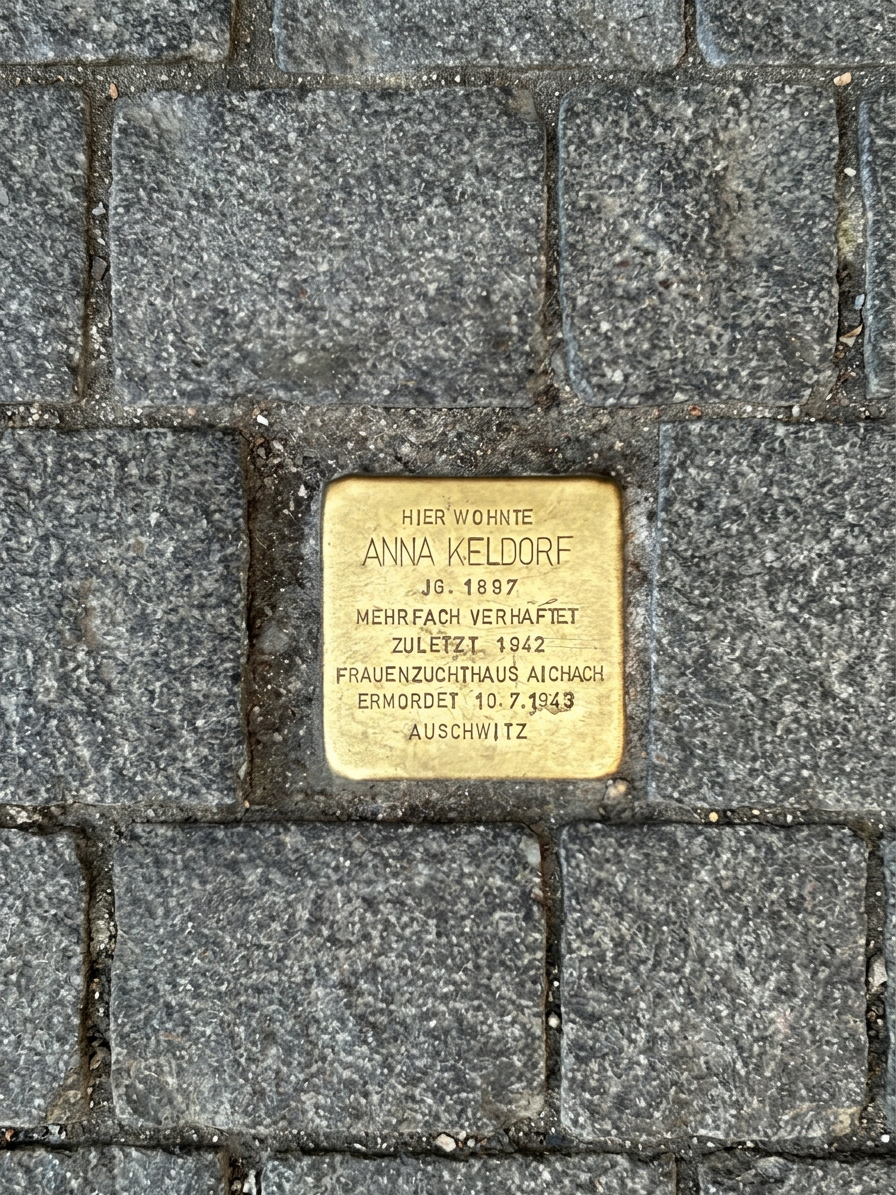 HIER WOHNTE
ANNA KELDORF
JG. 1897
MEHRFACH VERHAFTET
ZULETZT 1942
FRAUENZUCHTHAUS AICHACH
ERMORDET 10.7.1943
AUSCHWITZ